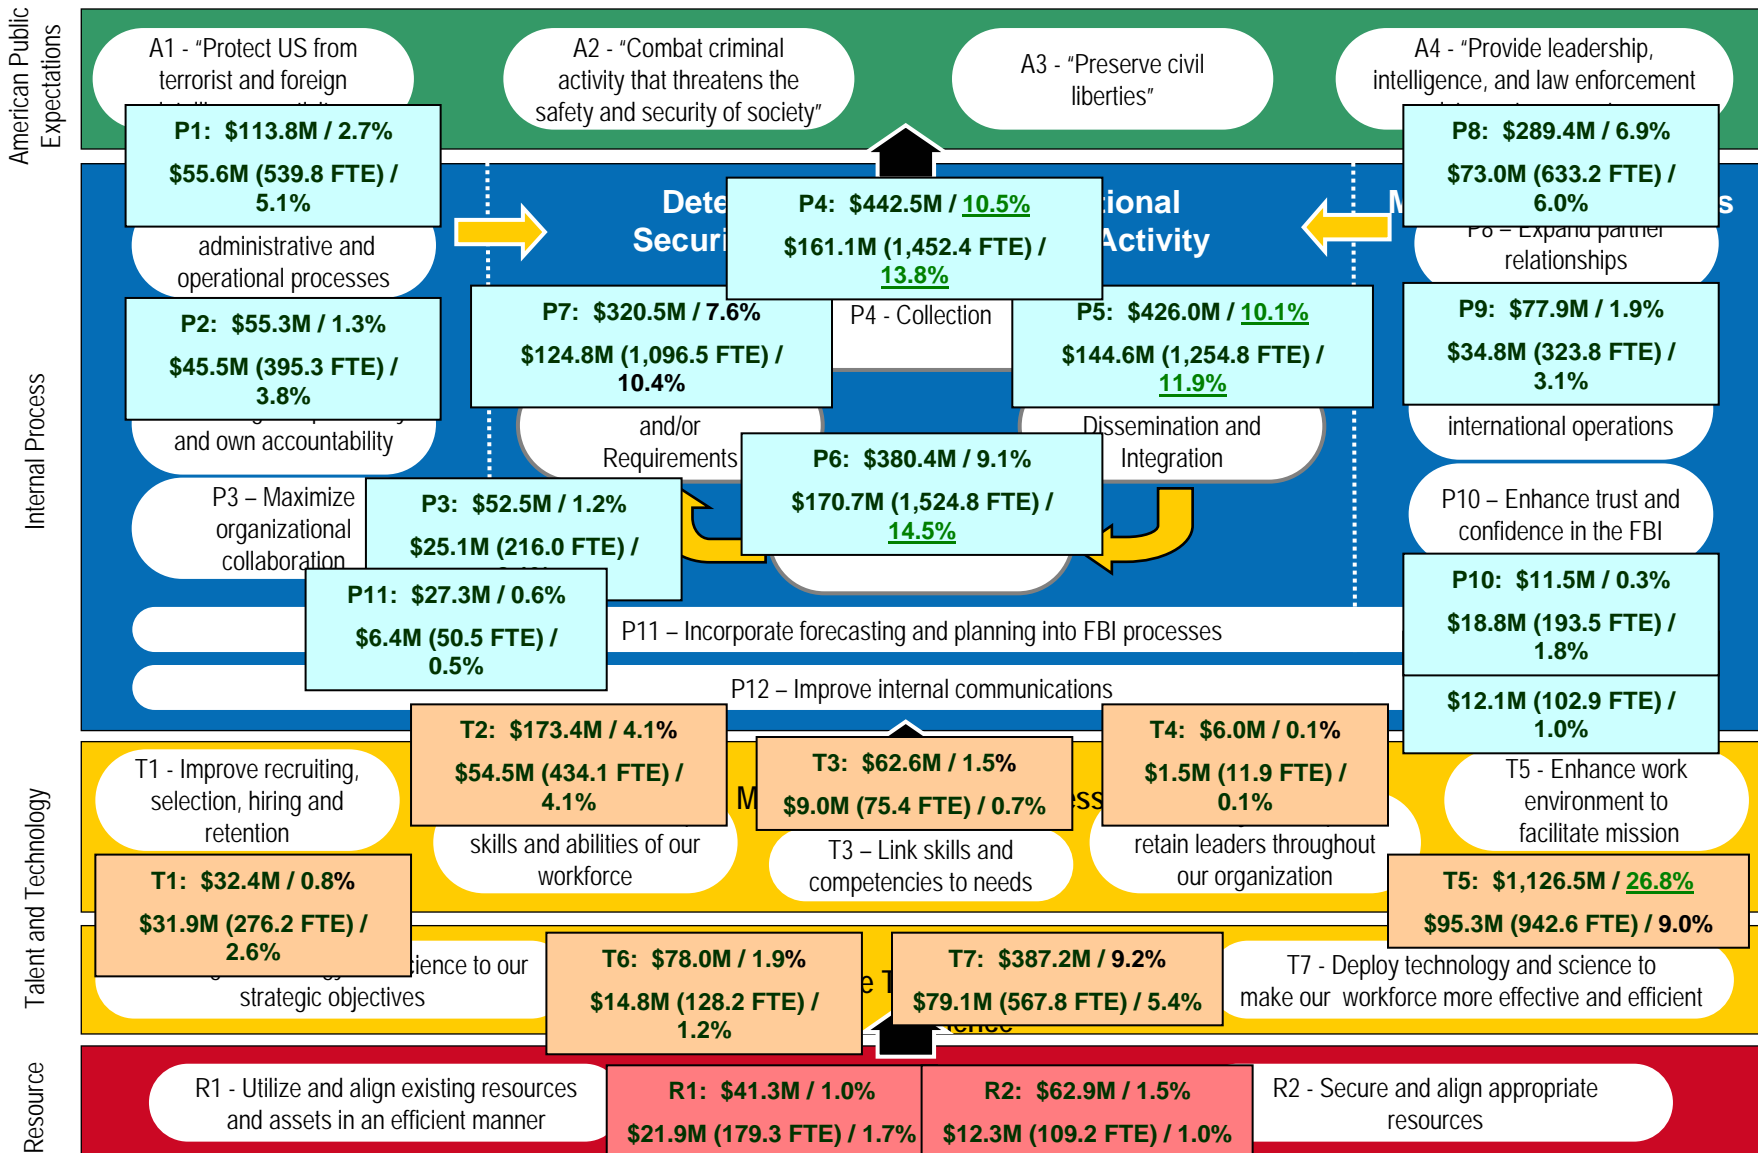 American Public
Expectations
A1 - “Protect US from
terrorist and foreign
A2 - “Combat criminal
activity that threatens the
safety and security of society”
A3 - “Preserve civil
liberties”
A4 - “Provide leadership,
intelligence, and law enforcement
P1: $113.8M / 2.7%
$55.6M (539.8 FTE) /
5.1%
P8: $289.4M / 6.9%
$73.0M (633.2 FTE) /
6.0%
Internal Process
P4: $442.5M / 10.5%
$161.1M (1,452.4 FTE) /
13.8%
Activity
administrative and
operational processes
P8 – Expand partner
relationships
P2: $55.3M / 1.3%
$45.5M (395.3 FTE) /
3.8%
P7: $320.5M / 7.6%
$124.8M (1,096.5 FTE) /
10.4%
P4 - Collection
P5: $426.0M / 10.1%
$144.6M (1,254.8 FTE) /
11.9%
P9: $77.9M / 1.9%
$34.8M (323.8 FTE) /
3.1%
and own accountability
and/or
Requirements
Dissemination and
Integration
international operations
P6: $380.4M / 9.1%
$170.7M (1,524.8 FTE) /
14.5%
P3 – Maximize
organizational
collaboration
P3: $52.5M / 1.2%
$25.1M (216.0 FTE) /
P10 – Enhance trust and
confidence in the FBI
P11: $27.3M / 0.6%
$6.4M (50.5 FTE) /
0.5%
P10: $11.5M / 0.3%
$18.8M (193.5 FTE) /
1.8%
P11 – Incorporate forecasting and planning into FBI processes
P12 – Improve internal communications
$12.1M (102.9 FTE) /
1.0%
Talent and Technology
T1 - Improve recruiting,
selection, hiring and
retention
T2: $173.4M / 4.1%
$54.5M (434.1 FTE) /
4.1%
T3: $62.6M / 1.5%
$9.0M (75.4 FTE) / 0.7%
T4: $6.0M / 0.1%
$1.5M (11.9 FTE) /
0.1%
T5 - Enhance work
environment to
facilitate mission
skills and abilities of our
workforce
T3 – Link skills and
competencies to needs
retain leaders throughout
our organization
T1: $32.4M / 0.8%
$31.9M (276.2 FTE) /
2.6%
T5: $1,126.5M / 26.8%
$95.3M (942.6 FTE) / 9.0%
to our
strategic objectives
T6: $78.0M / 1.9%
$14.8M (128.2 FTE) /
1.2%
T7: $387.2M / 9.2%
$79.1M (567.8 FTE) / 5.4%
T7 - Deploy technology and science to
make our workforce more effective and efficient
Resource
R1 - Utilize and align existing resources
and assets in an efficient manner
R1: $41.3M / 1.0%
$21.9M (179.3 FTE) / 1.7%
R2: $62.9M / 1.5%
$12.3M (109.2 FTE) / 1.0%
R2 - Secure and align appropriate
resources